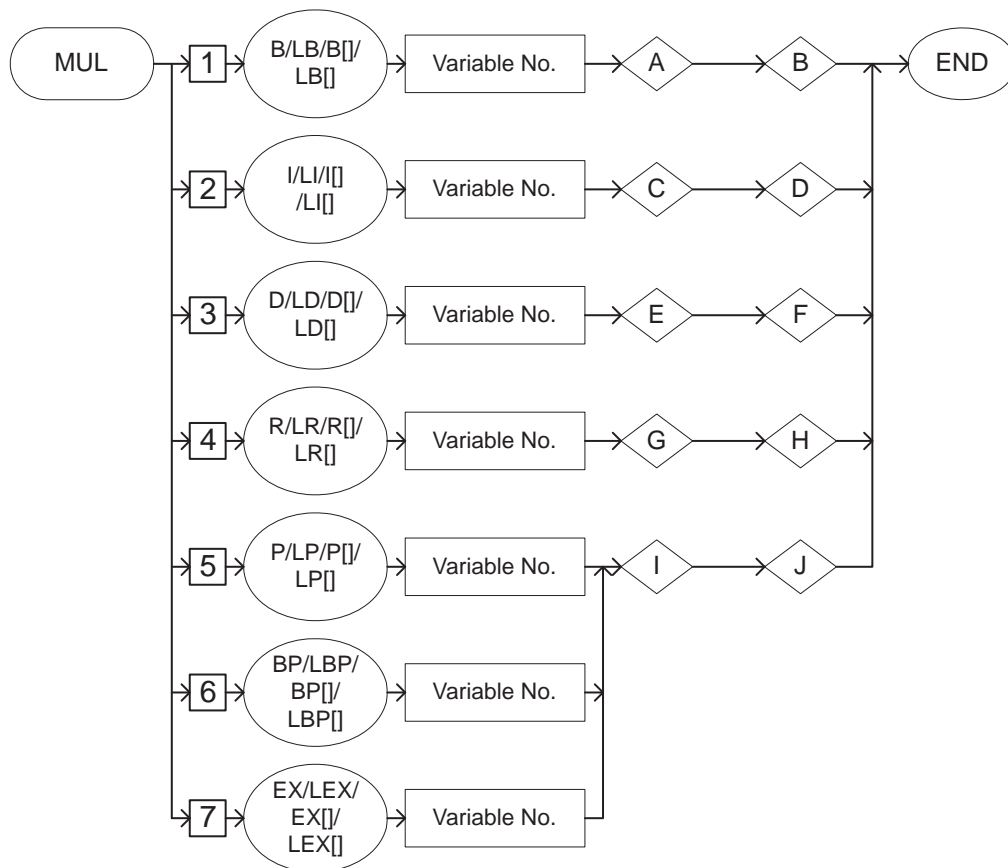 MUL
1
B/LB/B[]/
LB[]
Variable No.
A
B
END
2
I/LI/I[]
/LI[]
Variable No.
C
D
3
D/LD/D[]/
LD[]
Variable No.
E
F
4
R/LR/R[]/
LR[]
Variable No.
G
H
5
P/LP/P[]/
LP[]
Variable No.
I
J
6
BP/LBP/
BP[]/
LBP[]
Variable No.
7
EX/LEX/
EX[]/
LEX[]
Variable No.